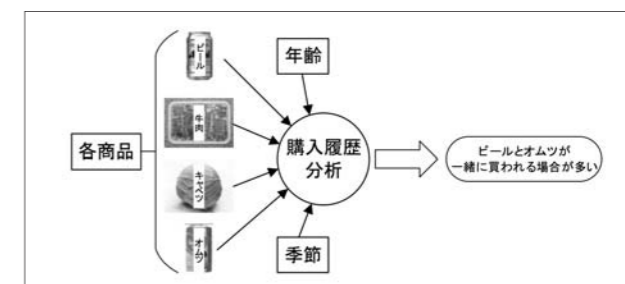 各商品
ビール
牛肉
キャベツ
オムツ
年齢
購入履歴
分析
季節
ビールとオムツが
一緒に買われる場合が多い